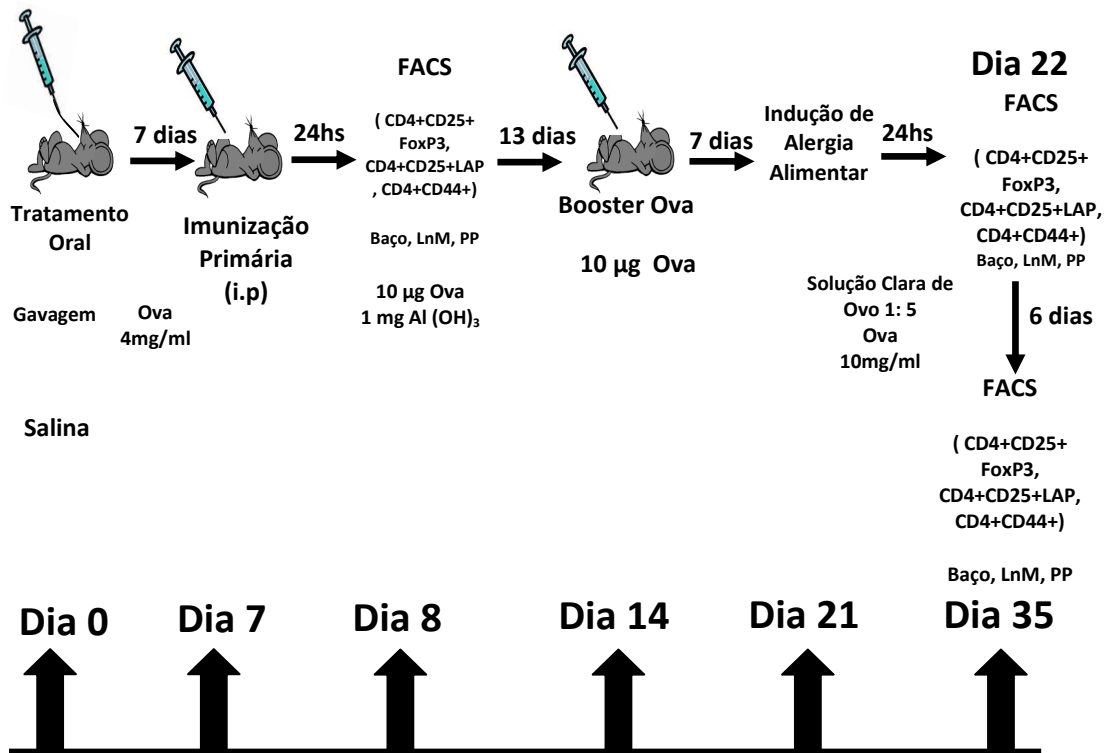 Tratamento
Oral
Gavagem
Ova
4mg/ml
Salina
7 dias
Imunização
Primária
(i.p)
24hs
FACS
( CD4+CD25+
FoxP3,
CD4+CD25+LAP
, CD4+CD44+)
Baço, LnM, PP
10 µg Ova
1 mg Al (OH)₃
13 dias
Booster Ova
10 µg Ova
7 dias
Indução de
Alergia
Alimentar
Solução Clara de
Ovo 1: 5
Ova
10mg/ml
24hs
Dia 22
FACS
( CD4+CD25+
FoxP3,
CD4+CD25+LAP,
CD4+CD44+)
Baço, LnM, PP
6 dias
FACS
( CD4+CD25+
FoxP3,
CD4+CD25+LAP,
CD4+CD44+)
Baço, LnM, PP
Dia 0
Dia 7
Dia 8
Dia 14
Dia 21
Dia 35